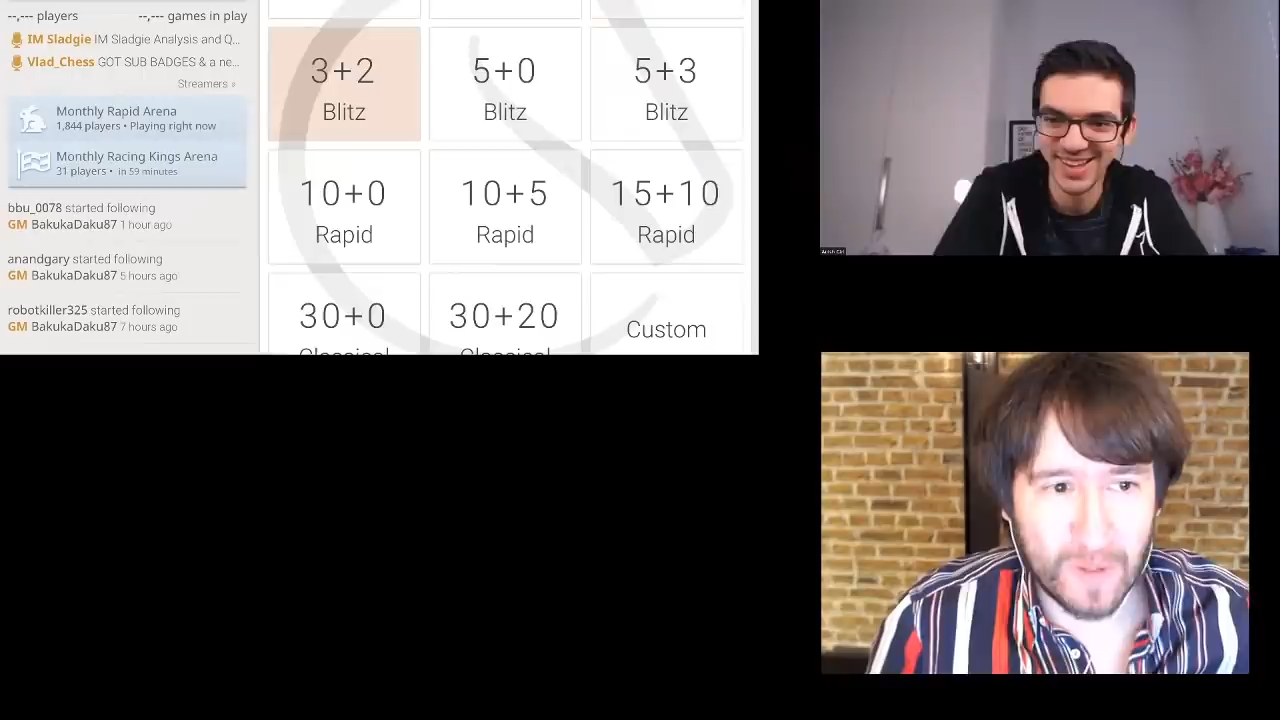 --,--- players --,--- games in play
IM Sladgie IM Sladgie Analysis and Q...
Vlad_Chess GOT SUB BADGES & a ne...
Streamers »
Monthly Rapid Arena
1,844 players • Playing right now
Monthly Racing Kings Arena
31 players • in 59 minutes
bbu_0078 started following
GM BakukaDaku87 1 hour ago
anandgary started following
GM BakukaDaku87 5 hours ago
robotkiller325 started following
GM BakukaDaku87 7 hours ago
3+2
Blitz
5+0
Blitz
5+3
Blitz
10+0
Rapid
10+5
Rapid
15+10
Rapid
30+0
Classical
30+20
Classical
Custom